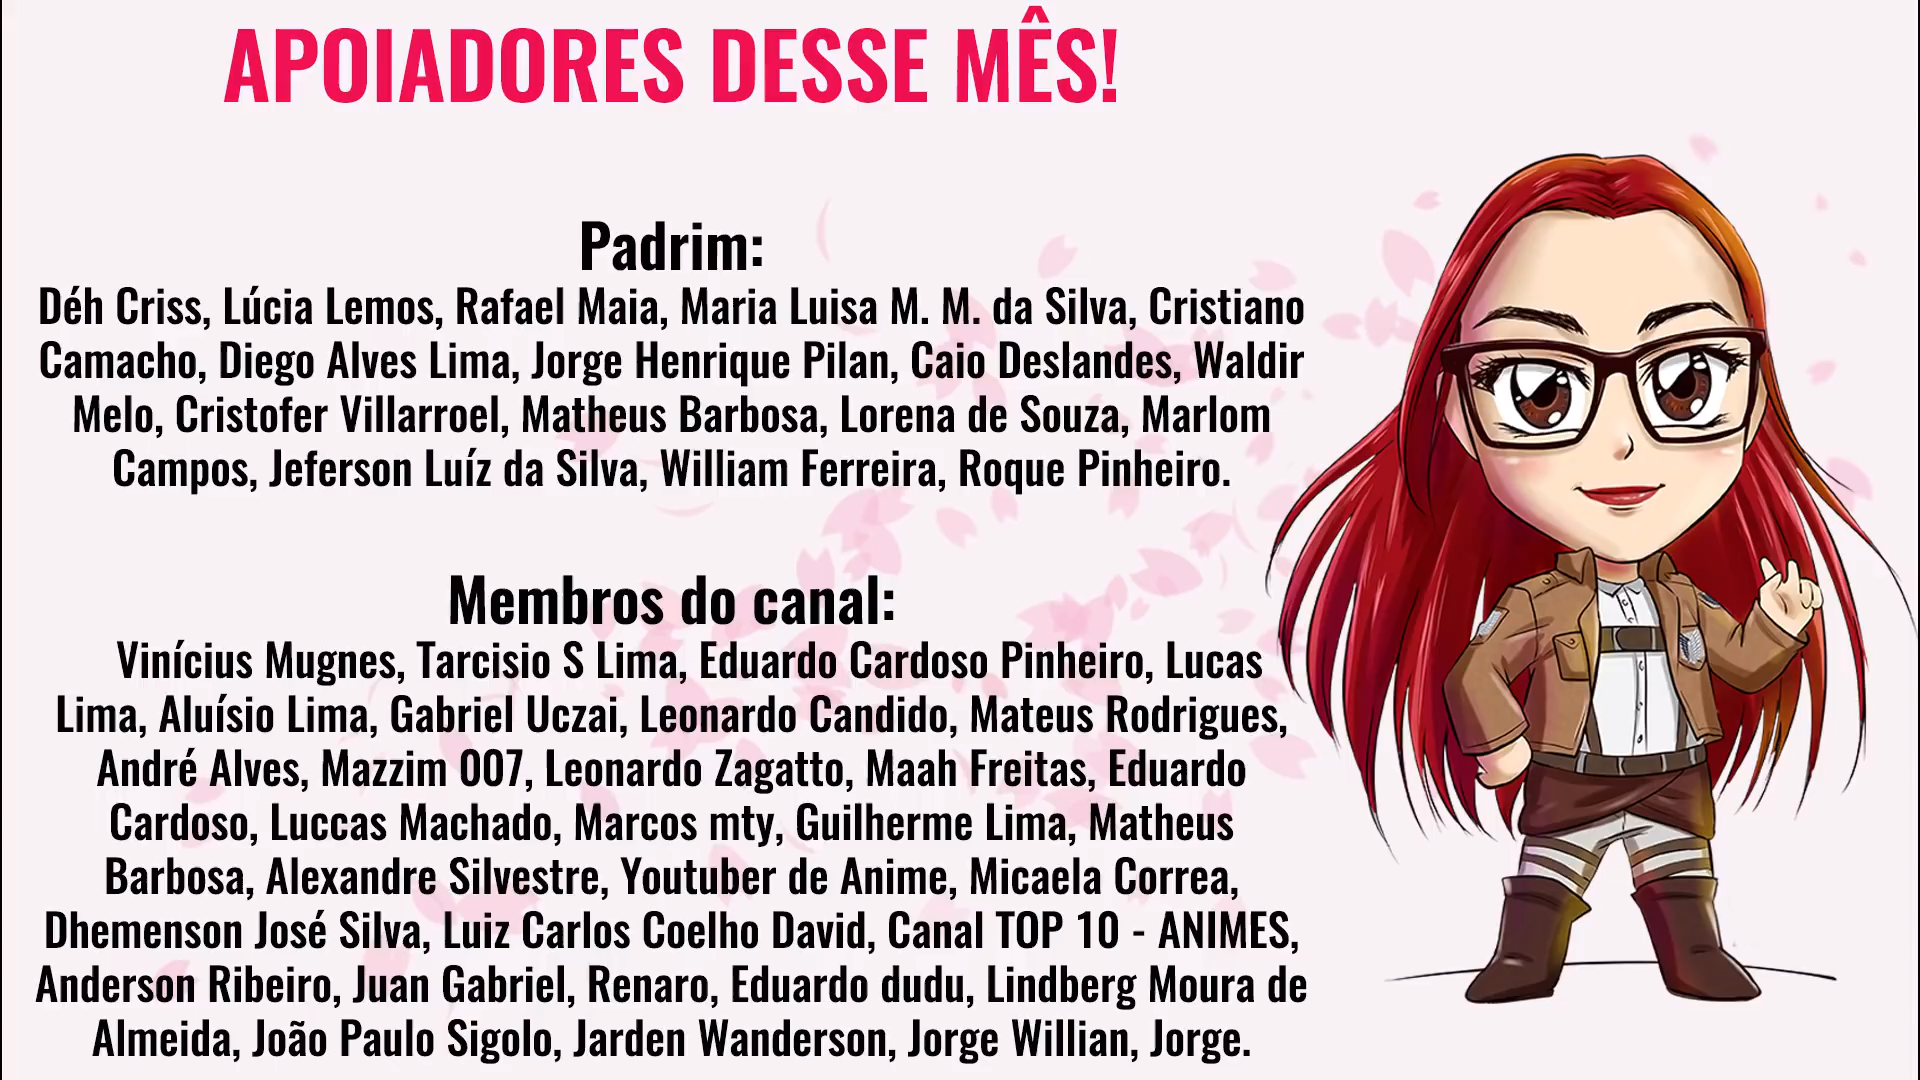 APOIADORES DESSE MÊS!
Padrim:
Déh Criss, Lúcia Lemos, Rafael Maia, Maria Luisa M. M. da Silva, Cristiano
Camacho, Diego Alves Lima, Jorge Henrique Pilan, Caio Deslandes, Waldir
Melo, Cristofer Villarroel, Matheus Barbosa, Lorena de Souza, Marlom
Campos, Jeferson Luíz da Silva, William Ferreira, Roque Pinheiro.
Membros do canal:
Vinícius Mugnes, Tarcisio S Lima, Eduardo Cardoso Pinheiro, Lucas
Lima, Aluísio Lima, Gabriel Uczai, Leonardo Candido, Mateus Rodrigues,
André Alves, Mazzim 007, Leonardo Zagatto, Maah Freitas, Eduardo
Cardoso, Luccas Machado, Marcos mty, Guilherme Lima, Matheus
Barbosa, Alexandre Silvestre, Youtuber de Anime, Micaela Correa,
Dhemenson José Silva, Luiz Carlos Coelho David, Canal TOP 10 - ANIMES,
Anderson Ribeiro, Juan Gabriel, Renaro, Eduardo dudu, Lindberg Moura de
Almeida, João Paulo Sigolo, Jarden Wanderson, Jorge Willian, Jorge.